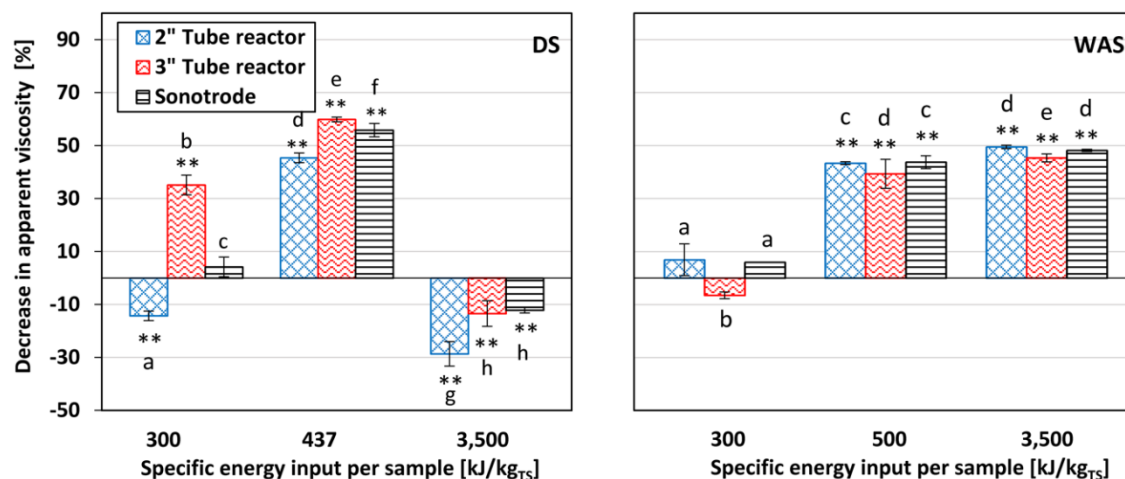 Decrease in apparent viscosity [%]
90
70
50
30
10
-10
-30
-50
2" Tube reactor
3" Tube reactor
Sonotrode
DS
**
a
b
**
c
d
**
e
**
f
**
**
g
**
h
**
h
300 437 3,500
Specific energy input per sample [kJ/kgTS]
WAS
a
b
a
c
**
d
**
c
**
d
**
e
**
d
**
300 500 3,500
Specific energy input per sample [kJ/kgTS]